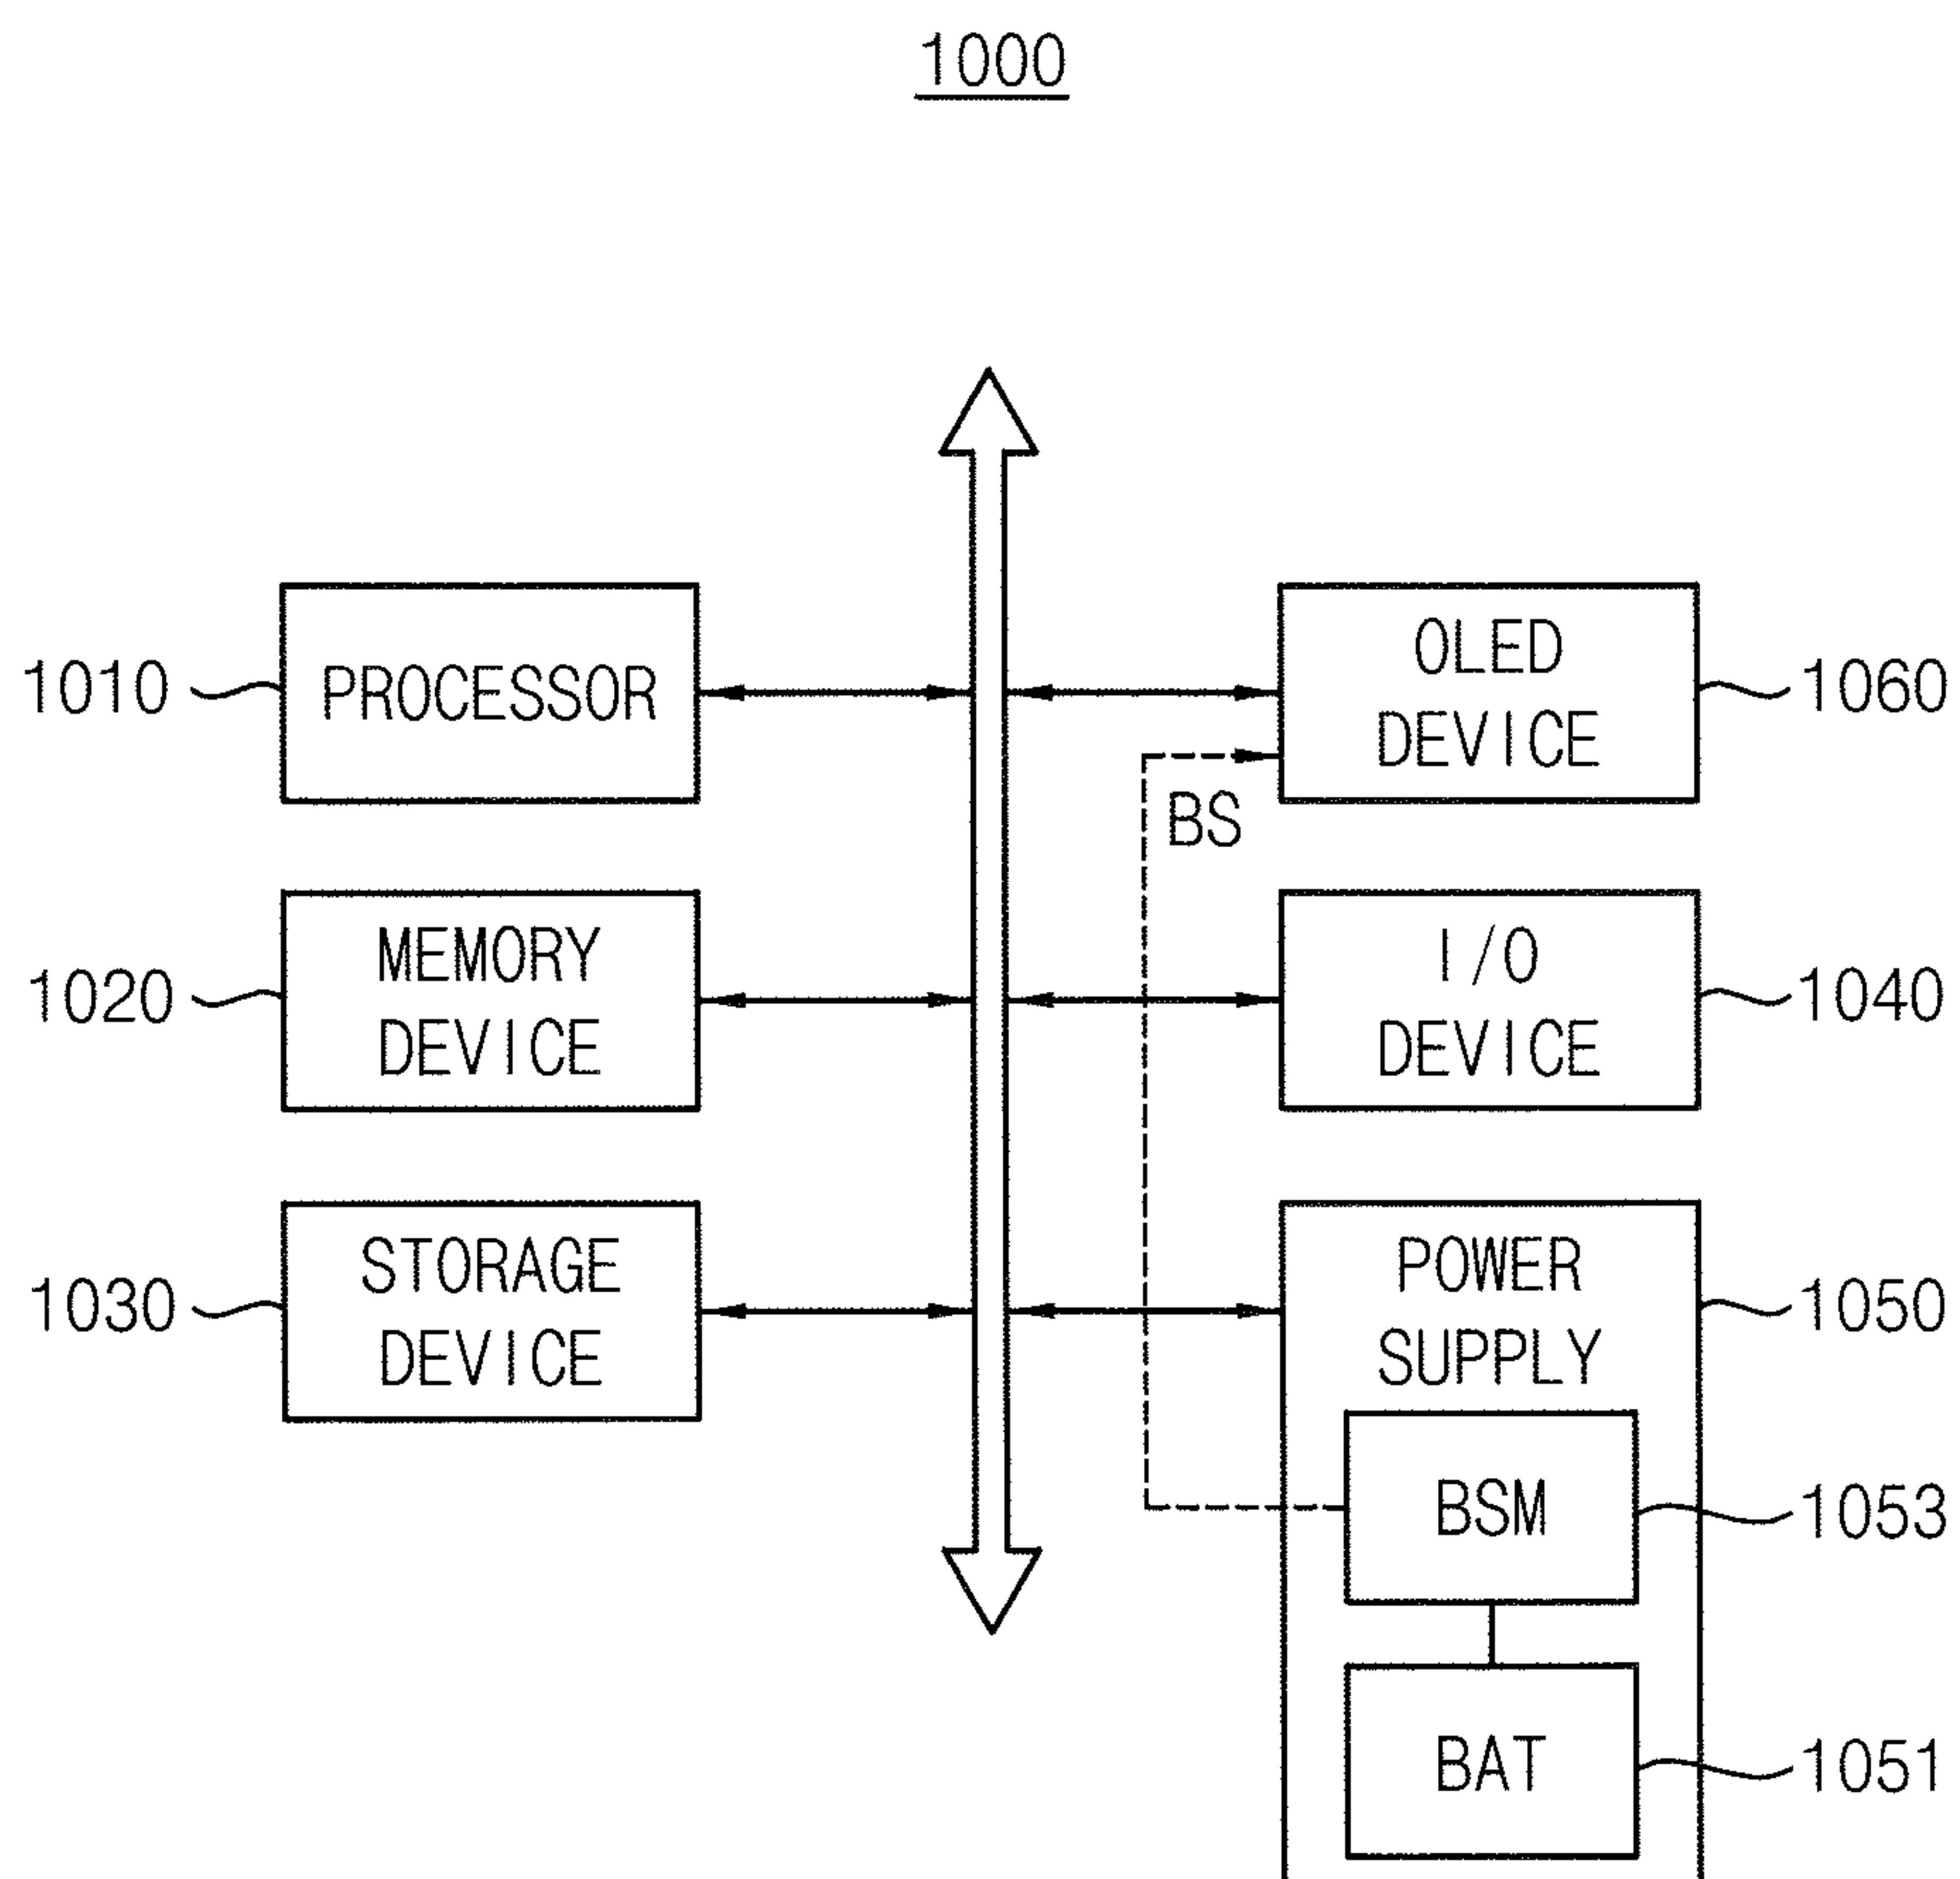 1000
1010
PROCESSOR
OLED
DEVICE
1060
BS
1020
MEMORY
DEVICE
I/O
DEVICE
1040
1030
STORAGE
DEVICE
POWER
SUPPLY
1050
BSM
1053
BAT
1051